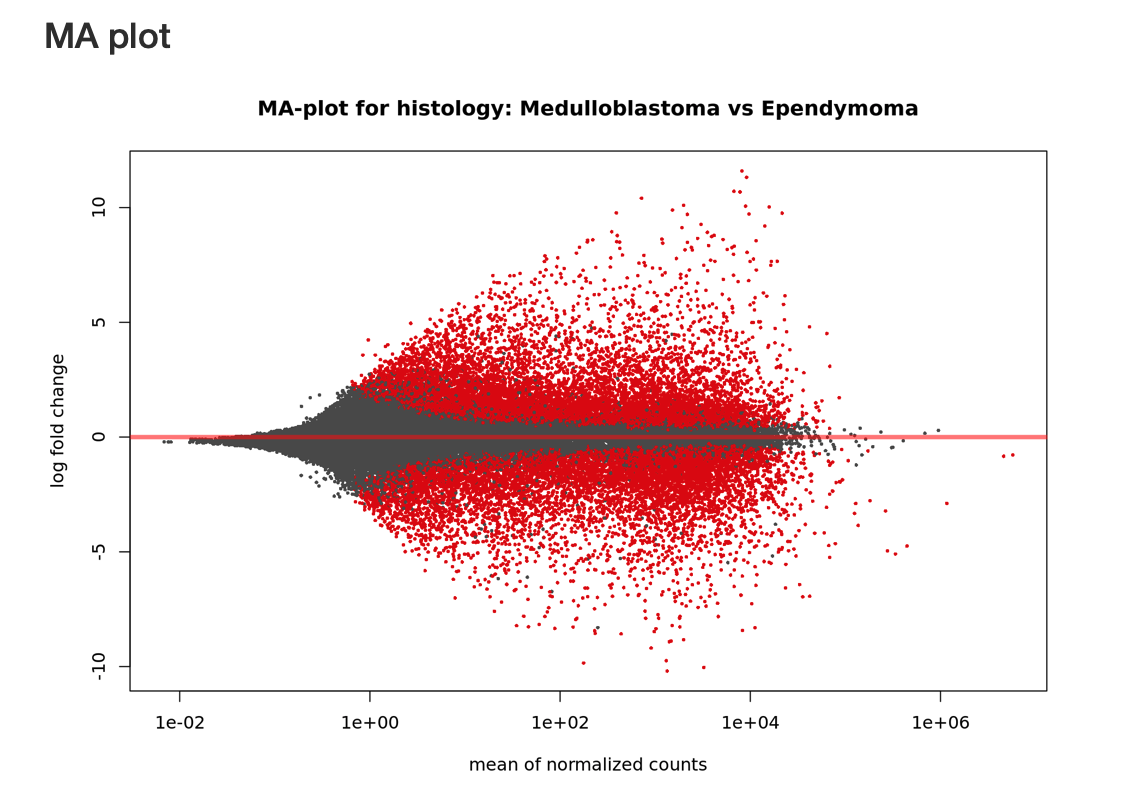 MA plot
MA-plot for histology: Medulloblastoma vs Ependymoma
log fold change
10
5
0
-5
-10
1e-02 1e+00 1e+02 1e+04 1e+06
mean of normalized counts